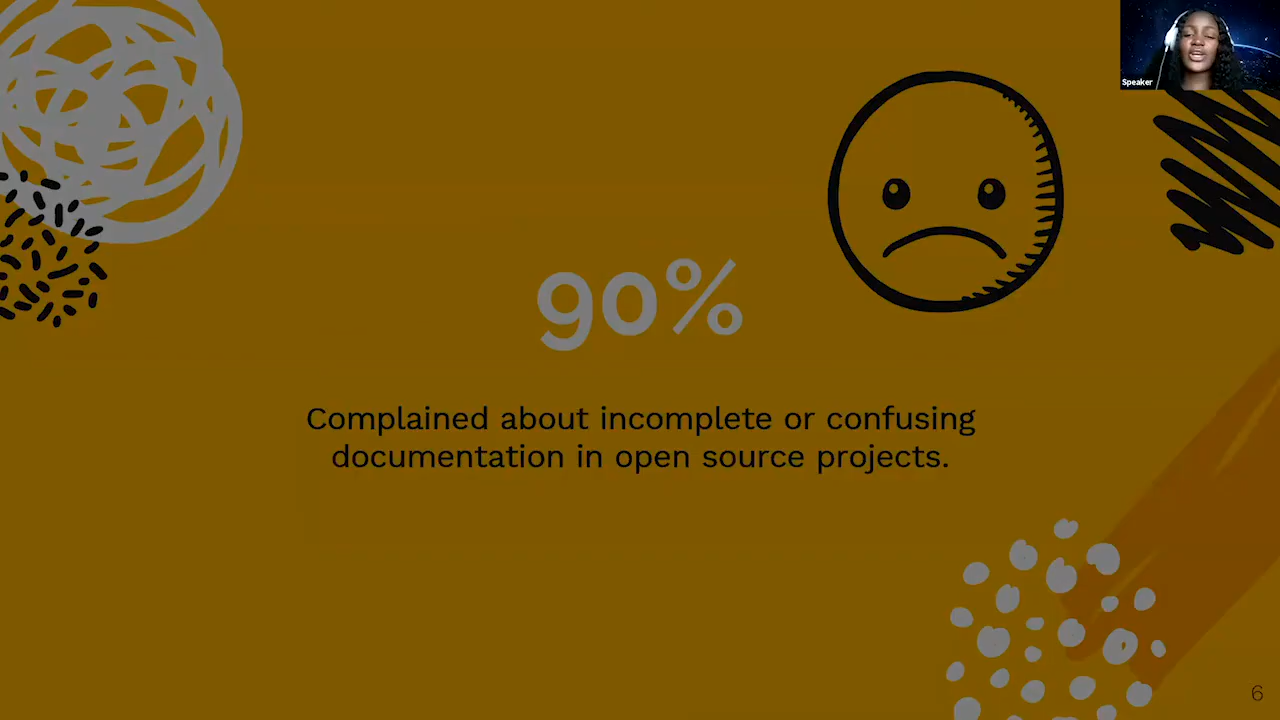 Speaker
90%
Complained about incomplete or confusing
documentation in open source projects.
6